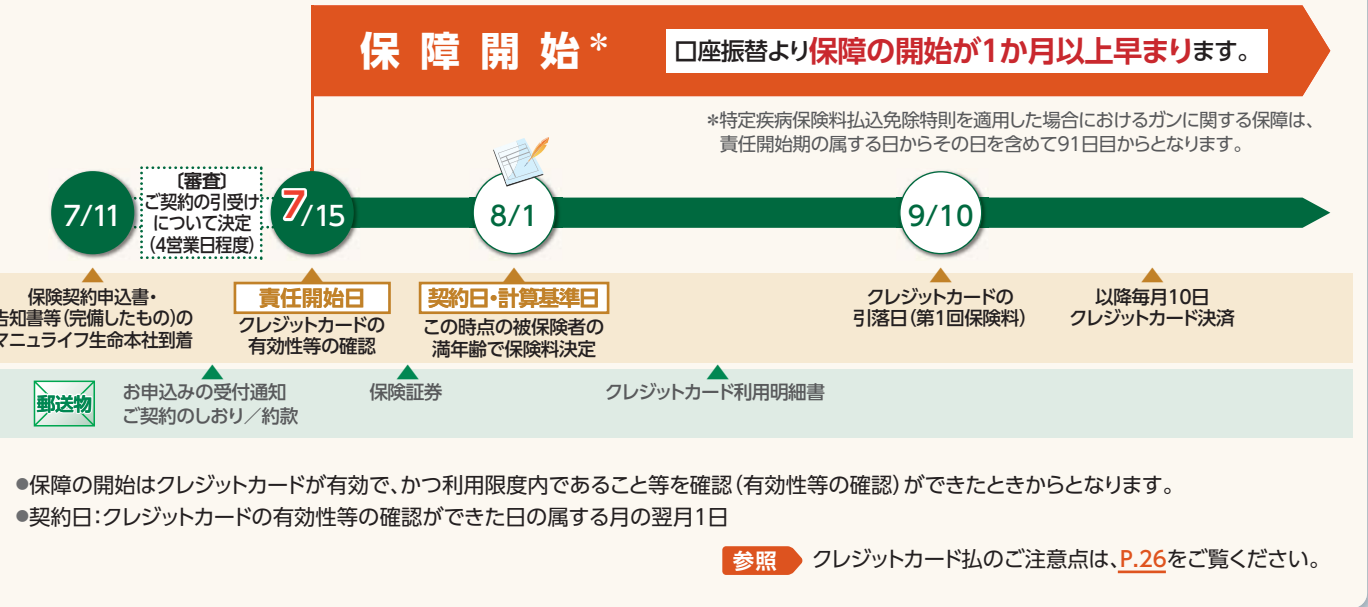 保障開始*
口座振替より保障の開始が1か月以上早まります。
*特定疾病保険料払込免除特則を適用した場合におけるガンに関する保障は、
責任開始期の属する日からその日を含めて91日目からとなります。
7/11
〔審査〕
ご契約の引受け
について決定
(4営業日程度)
7/15
8/1
9/10
保険契約申込書・
告知書等(完備したもの)の
マニュライフ生命本社到着
責任開始日
クレジットカードの
有効性等の確認
契約日・計算基準日
この時点の被保険者の
満年齢で保険料決定
クレジットカードの
引落日(第1回保険料)
以降毎月10日
クレジットカード決済
郵送物
お申込みの受付通知
ご契約のしおり/約款
保険証券
クレジットカード利用明細書
●保障の開始はクレジットカードが有効で、かつ利用限度内であること等を確認(有効性等の確認)ができたときからとなります。
●契約日:クレジットカードの有効性等の確認ができた日の属する月の翌月1日
参照 クレジットカード払のご注意点は、P.26をご覧ください。